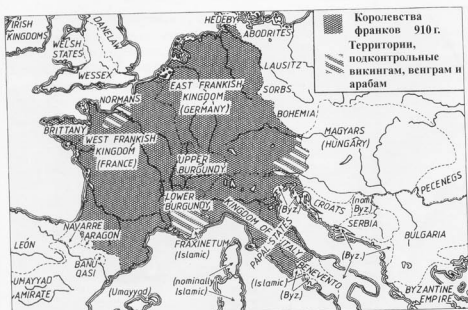 IRISH
KINGDOMS
DANELAW
HEDEBY
ABODRITES
WELSH
STATES
WESSEX
LAUSITZ
SORBS
Королевства
франков 910 г.
Территории,
подконтрольные
викингам, венграм и
арабам
NORMANS
EAST FRANKISH
KINGDOM
(GERMANY)
BOHEMIA
BRITTANY
WEST FRANKISH
KINGDOM
(FRANCE)
MAGYARS
(HUNGARY)
UPPER
BURGUNDY
PECENEGS
LOWER
BURGUNDY
(Byz.)
CROATS
(nom.
Byz.)
SERBIA
KINGDOM OF
ITALY
PAPAL STATES
NAVARRE
ARAGON
LEÓN
BANU
QASI
FRAXINETUM
(Islamic)
BULGARIA
BENEVENTO
(Byz.)
UMAYYAD
AMIRATE
(Umayyad)
(nominally
Islamic)
(Islamic)
(Byz.)
(Byz.)
BYZANTINE
EMPIRE